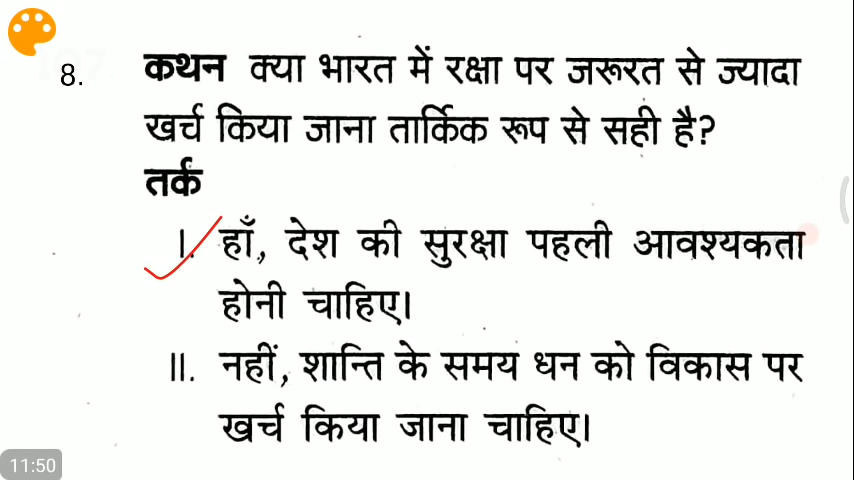 8. कथन क्या भारत में रक्षा पर जरूरत से ज्यादा
खर्च किया जाना तार्किक रूप से सही है?
तर्क
I. हाँ, देश की सुरक्षा पहली आवश्यकता
होनी चाहिए।
II. नहीं, शान्ति के समय धन को विकास पर
खर्च किया जाना चाहिए।
11:50